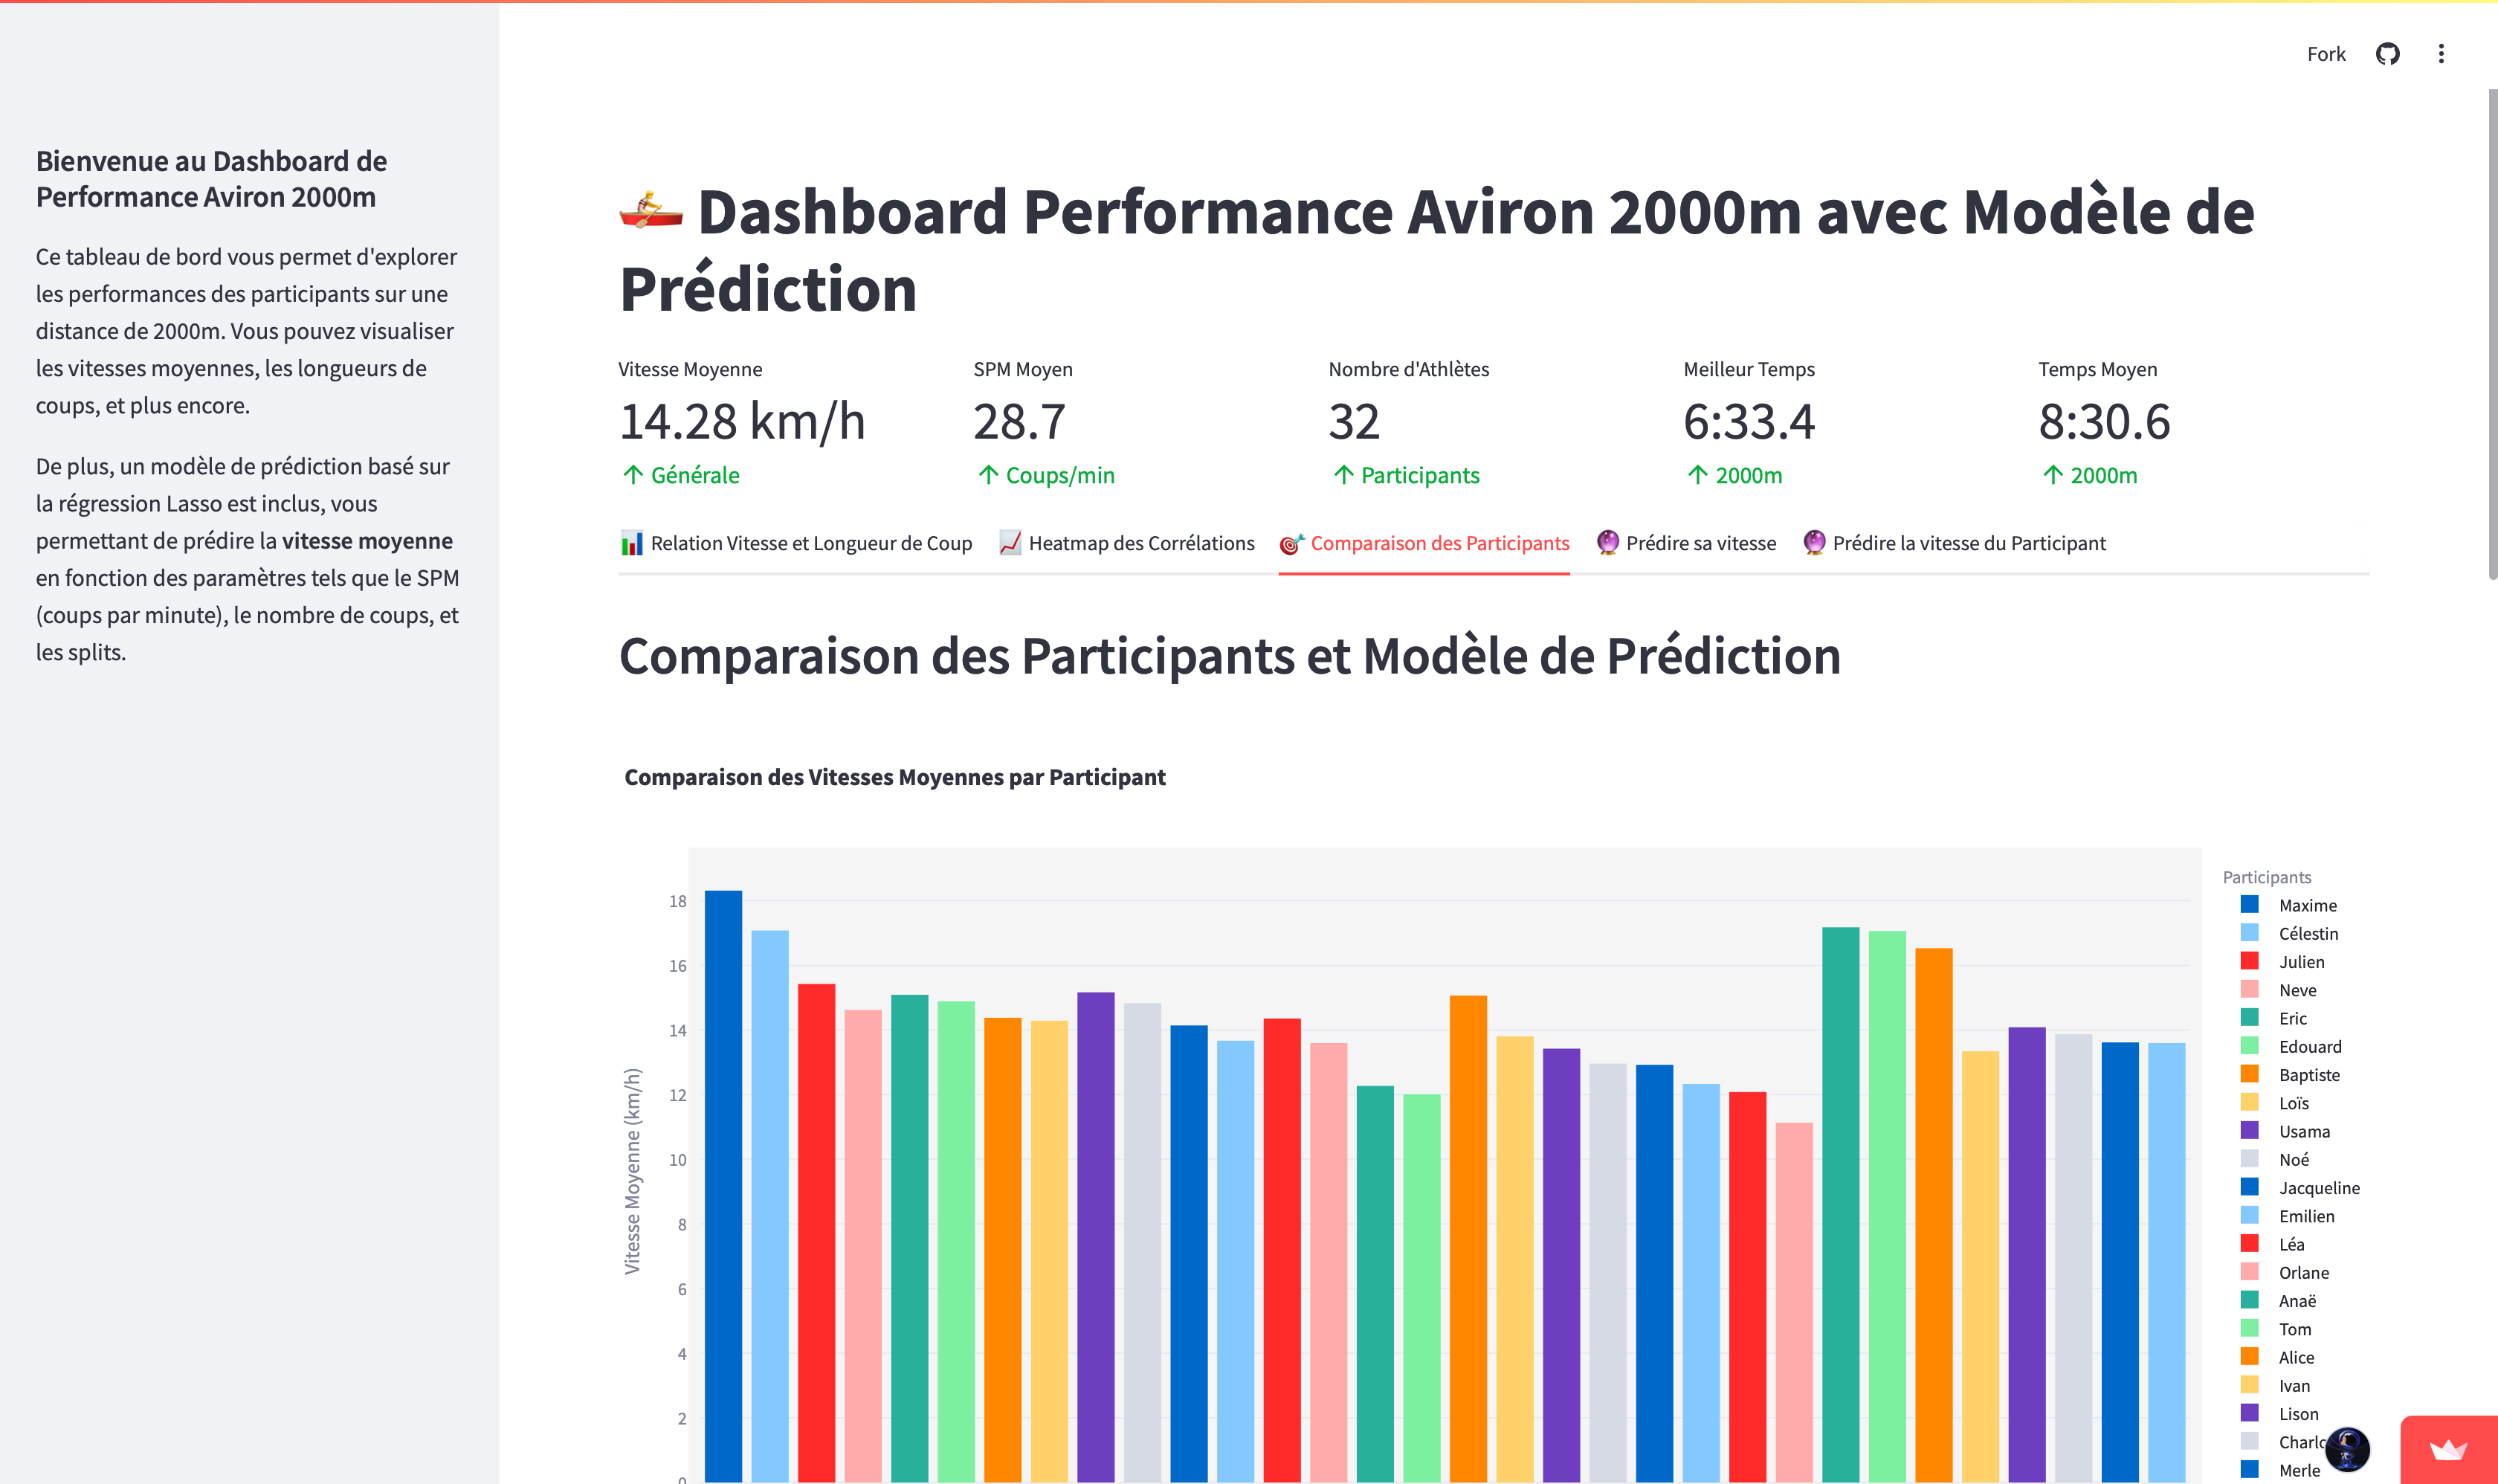 Fork
Bienvenue au Dashboard de
Performance Aviron 2000m
Ce tableau de bord vous permet d'explorer
les performances des participants sur une
distance de 2000m. Vous pouvez visualiser
les vitesses moyennes, les longueurs de
coups, et plus encore.
De plus, un modèle de prédiction basé sur
la régression Lasso est inclus, vous
permettant de prédire la vitesse moyenne
en fonction des paramètres tels que le SPM
(coups par minute), le nombre de coups, et
les splits.
Dashboard Performance Aviron 2000m avec Modèle de
Prédiction
Vitesse Moyenne
14.28 km/h
↑ Générale
SPM Moyen
28.7
↑ Coups/min
Nombre d'Athlètes
32
↑ Participants
Meilleur Temps
6:33.4
↑ 2000m
Temps Moyen
8:30.6
↑ 2000m
Relation Vitesse et Longueur de Coup
Heatmap des Corrélations
Comparaison des Participants
Prédire sa vitesse
Prédire la vitesse du Participant
Comparaison des Participants et Modèle de Prédiction
Comparaison des Vitesses Moyennes par Participant
Vitesse Moyenne (km/h)
18
16
14
12
10
8
6
4
2
0
Participants
Maxime
Célestin
Julien
Neve
Eric
Edouard
Baptiste
Loïs
Usama
Noé
Jacqueline
Emilien
Léa
Orlane
Anaë
Tom
Alice
Ivan
Lison
Merle